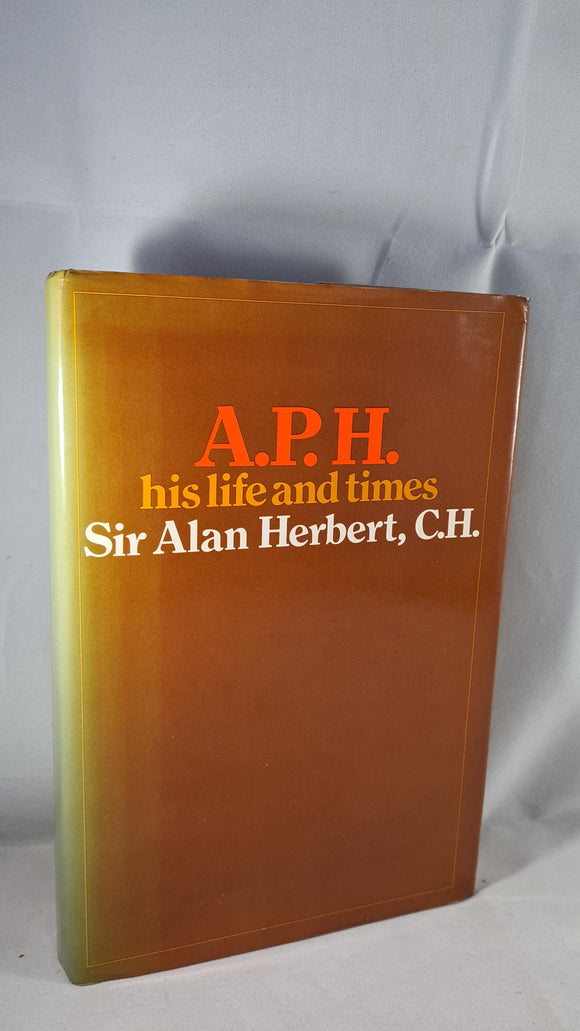 A.P.H.
his life and times
Sir Alan Herbert, C.H.